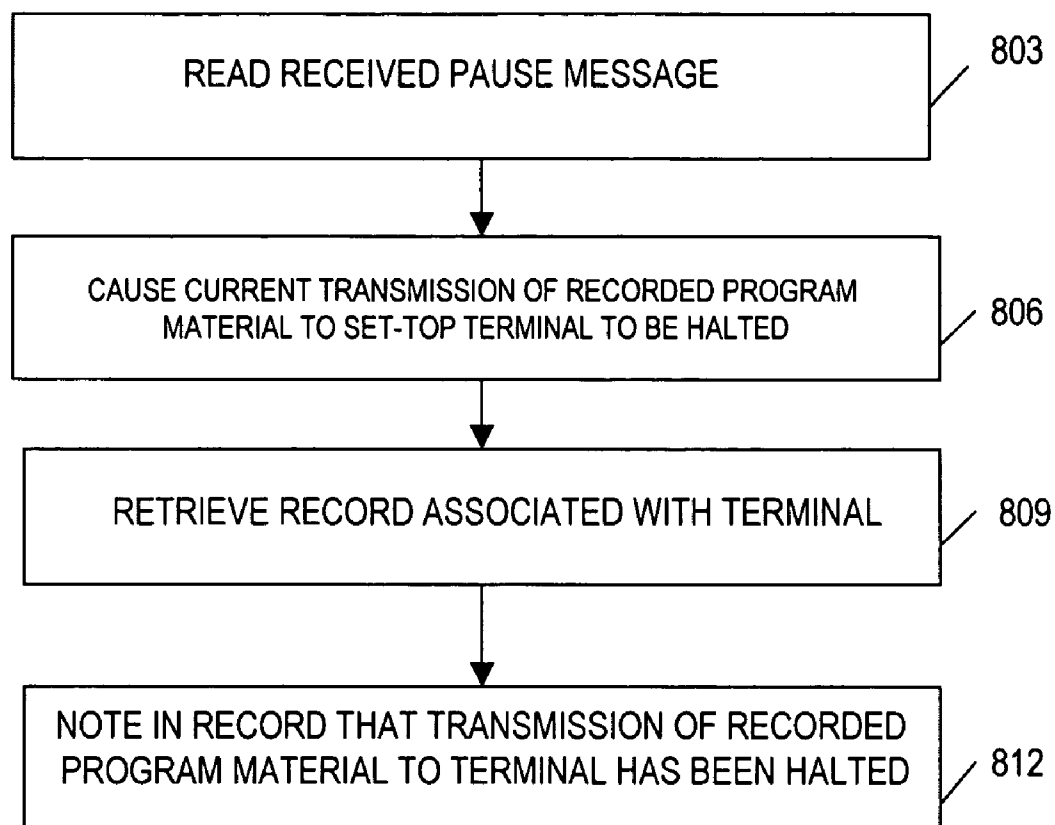 READ RECEIVED PAUSE MESSAGE
803
CAUSE CURRENT TRANSMISSION OF RECORDED PROGRAM
MATERIAL TO SET-TOP TERMINAL TO BE HALTED
806
RETRIEVE RECORD ASSOCIATED WITH TERMINAL
809
NOTE IN RECORD THAT TRANSMISSION OF RECORDED
PROGRAM MATERIAL TO TERMINAL HAS BEEN HALTED
812